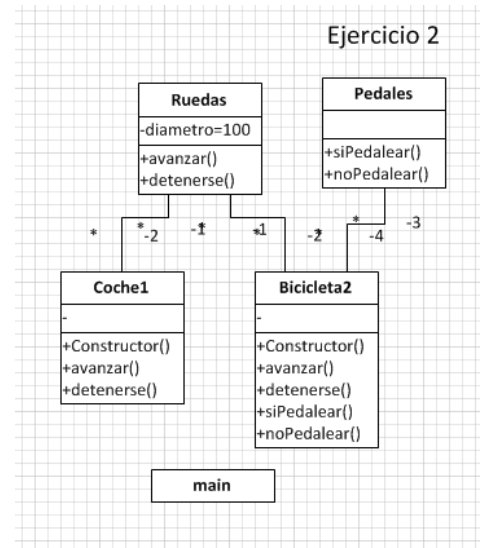 Ejercicio 2
Ruedas
-diametro=100
+avanzar()
+detenerse()
Pedales
+siPedalear()
+noPedalear()
* * -2 -1 * -1 * -2 * * -4 -3
Coche1
-
+Constructor()
+avanzar()
+detenerse()
Bicicleta2
-
+Constructor()
+avanzar()
+detenerse()
+siPedalear()
+noPedalear()
main